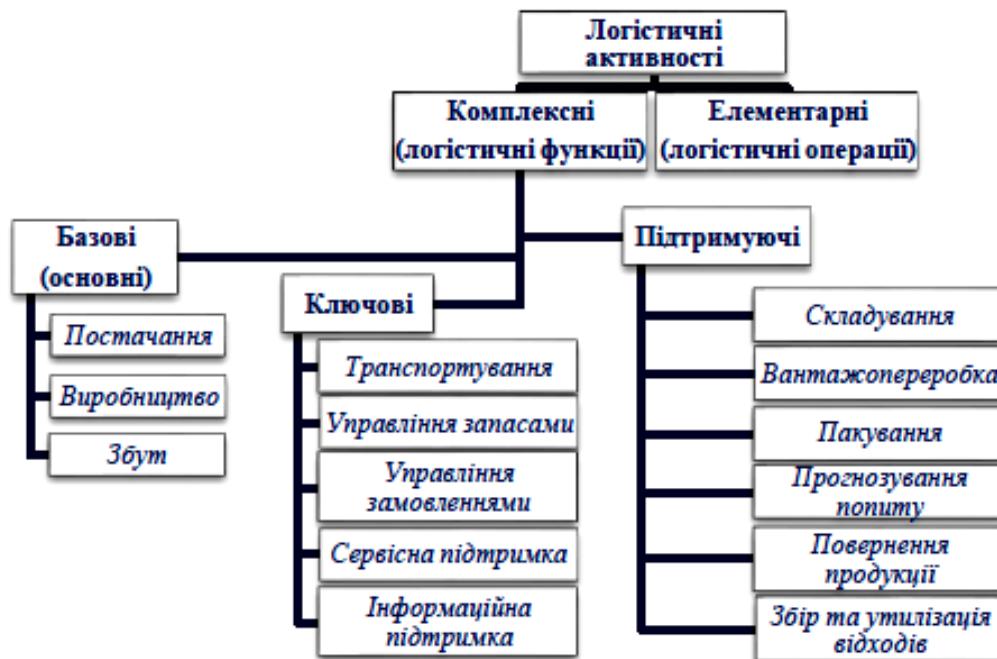 Логістичні
активності
Комплексні
(логістичні функції)
Елементарні
(логістичні операції)
Базові
(основні)
Постачання
Виробництво
Збут
Ключові
Транспортування
Управління запасами
Управління
замовленнями
Сервісна підтримка
Інформаційна
підтримка
Підтримуючі
Складування
Вантажопереробка
Пакування
Прогнозування
попиту
Повернення
продукції
Збір та утилізація
відходів